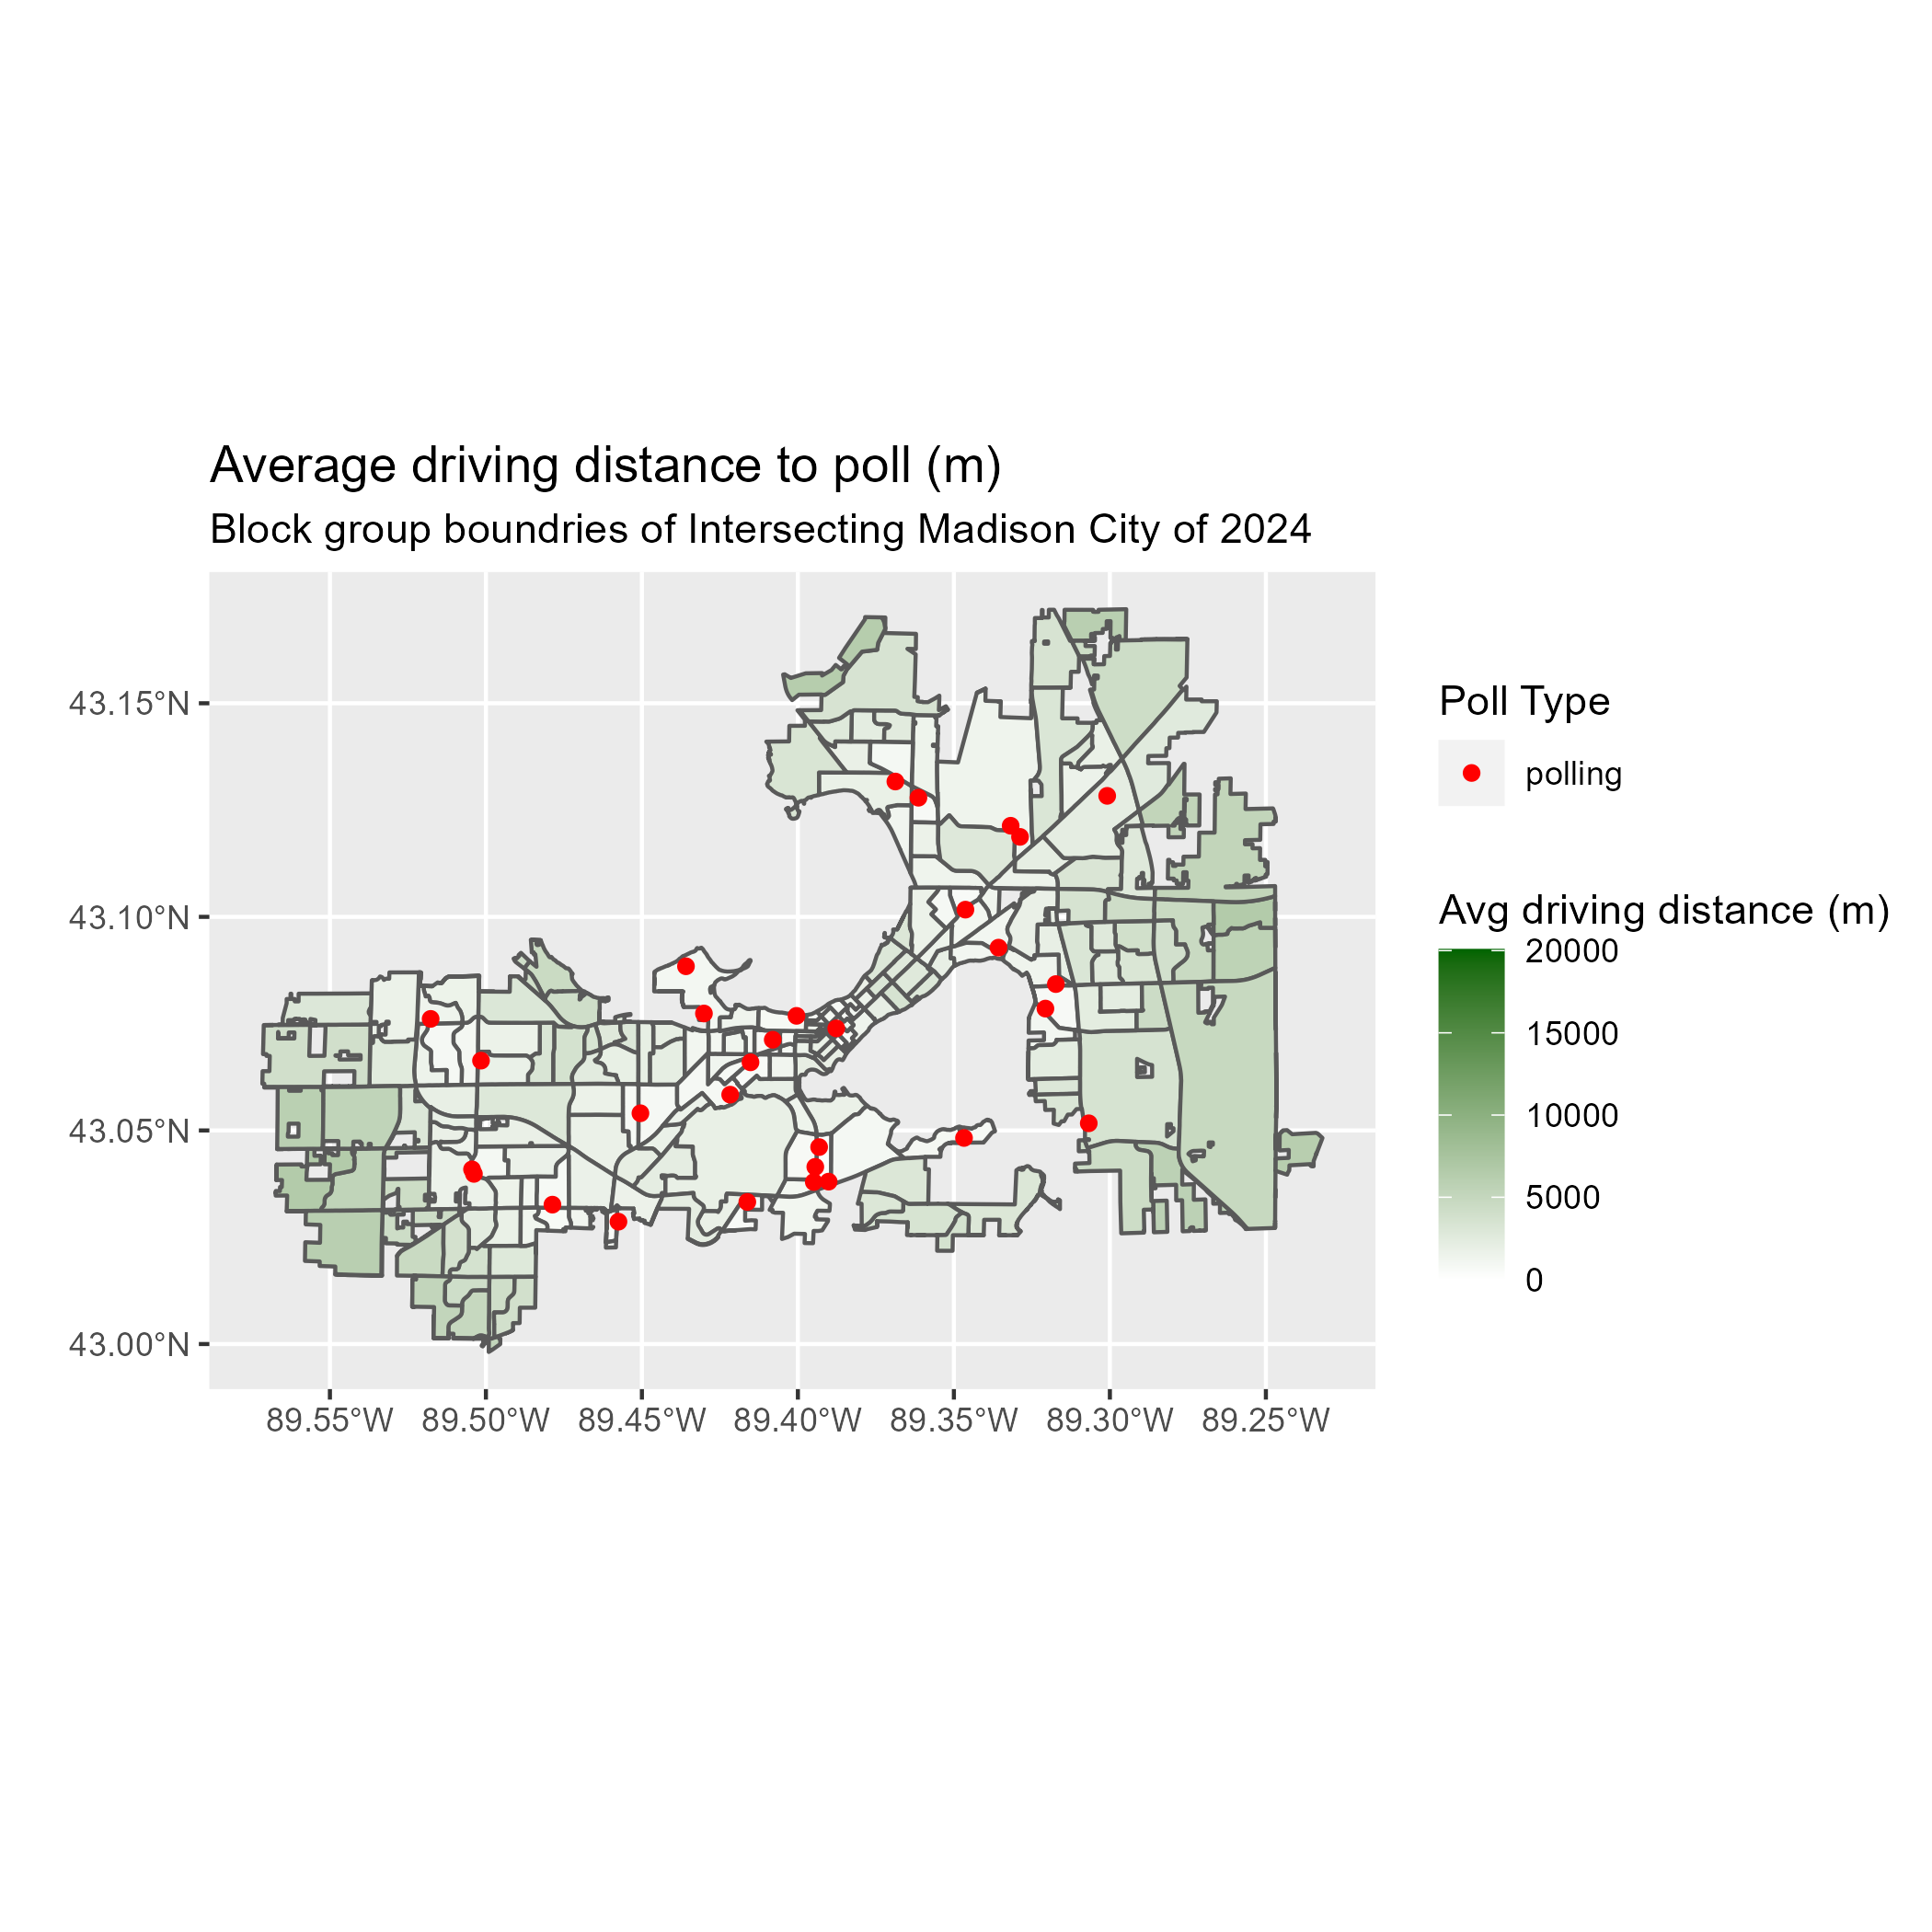 Average driving distance to poll (m)
Block group boundries of Intersecting Madison City of 2024
43.15°N
43.10°N
43.05°N
43.00°N
89.55°W 89.50°W 89.45°W 89.40°W 89.35°W 89.30°W 89.25°W
Poll Type
polling
Avg driving distance (m)
20000
15000
10000
5000
0